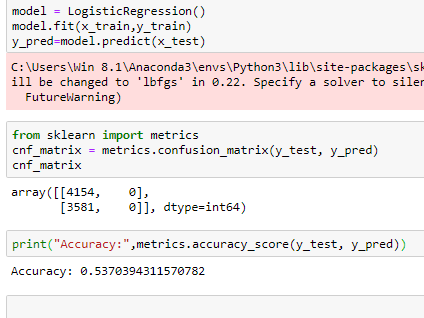 model = LogisticRegression()
model.fit(x_train,y_train)
y_pred=model.predict(x_test)
C:\Users\Win 8.1\Anaconda3\envs\Python3\lib\site-packages\sk
ill be changed to 'lbfgs' in 0.22. Specify a solver to siler
FutureWarning)
from sklearn import metrics
cnf_matrix = metrics.confusion_matrix(y_test, y_pred)
cnf_matrix
array([[4154, 0],
[3581, 0]], dtype=int64)
print("Accuracy:",metrics.accuracy_score(y_test, y_pred))
Accuracy: 0.5370394311570782